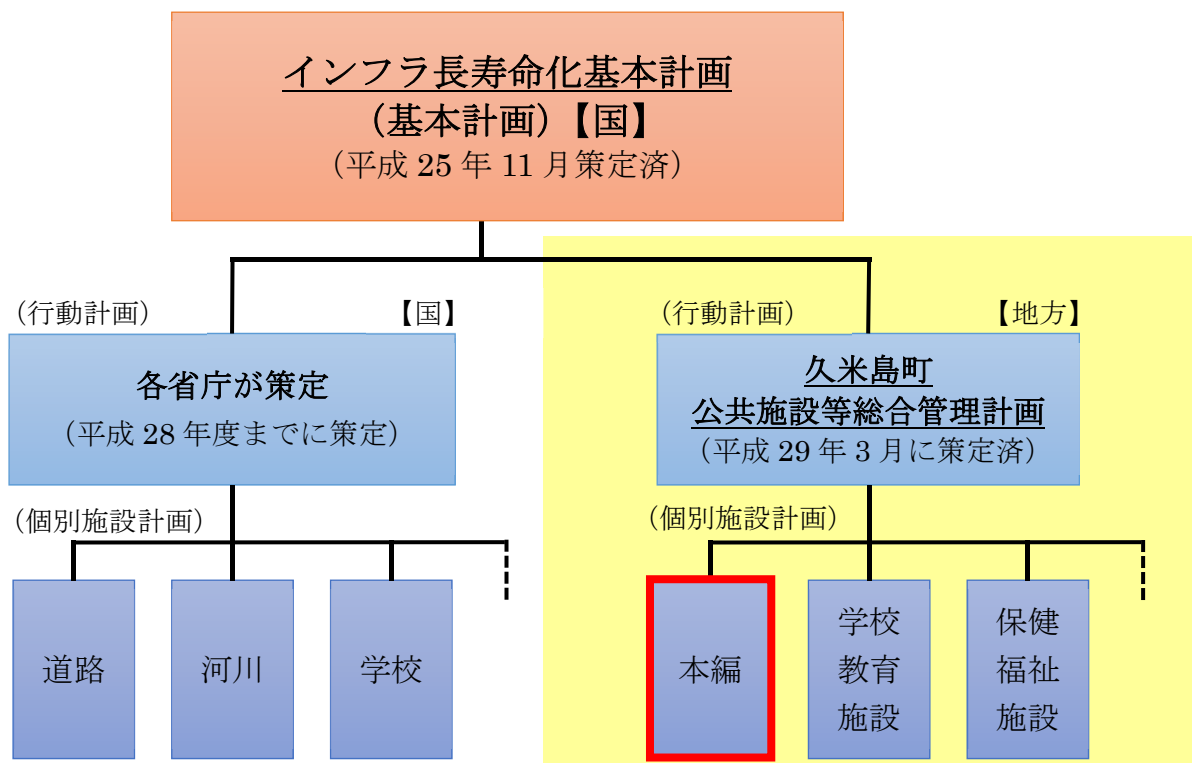 インフラ長寿命化基本計画
（基本計画）【国】
（平成 25 年 11 月策定済）
（行動計画）
【国】
各省庁が策定
（平成 28 年度までに策定）
（個別施設計画）
道路
河川
学校
（行動計画）
【地方】
久米島町
公共施設等総合管理計画
（平成 29 年 3 月に策定済）
（個別施設計画）
本編
学校
教育
施設
保健
福祉
施設